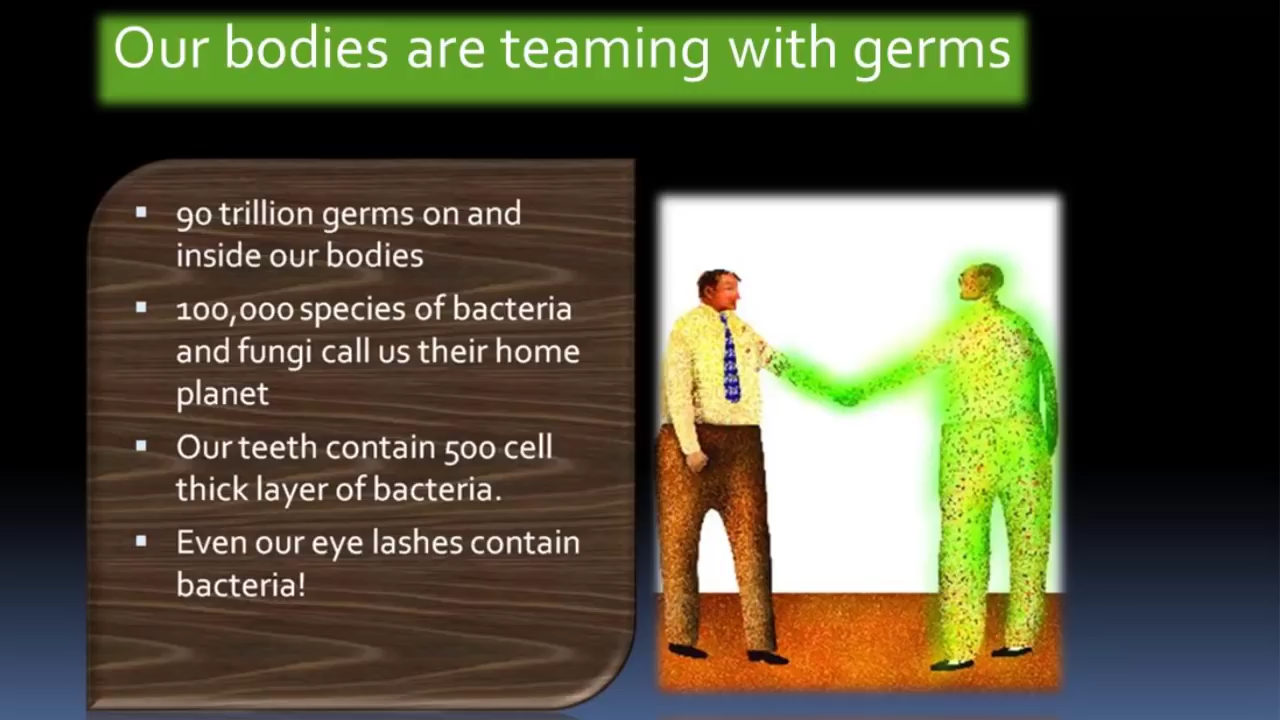 Our bodies are teaming with germs
▪ 90 trillion germs on and
inside our bodies
▪ 100,000 species of bacteria
and fungi call us their home
planet
▪ Our teeth contain 500 cell
thick layer of bacteria.
▪ Even our eye lashes contain
bacteria!